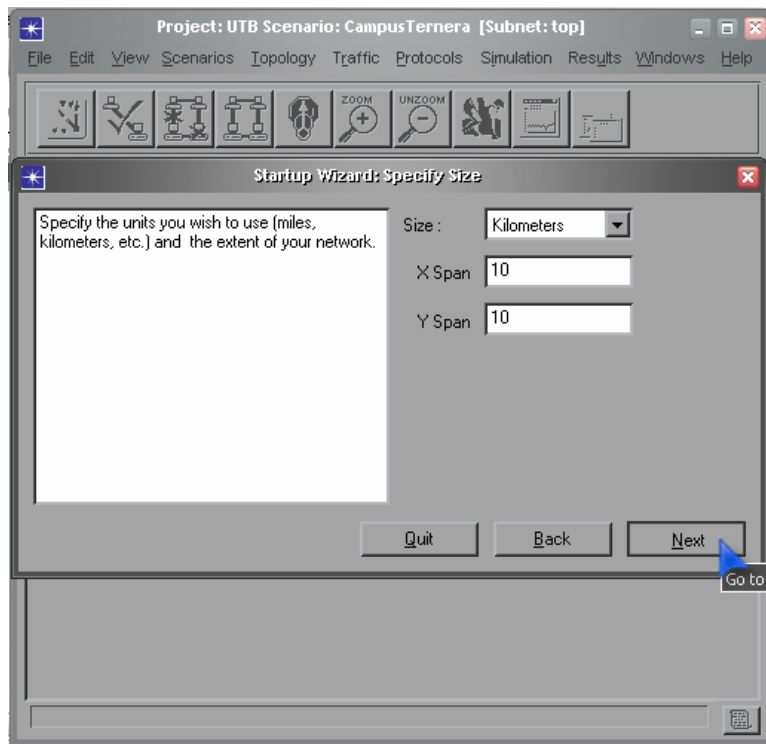 Project: UTB Scenario: CampusTernera [Subnet: top]
File Edit View Scenarios Topology Traffic Protocols Simulation Results Windows Help
ZOOM UNZOOM
Startup Wizard: Specify Size
Specify the units you wish to use (miles,
kilometers, etc.) and the extent of your network.
Size : Kilometers
X Span 10
Y Span 10
Quit Back Next
Go to